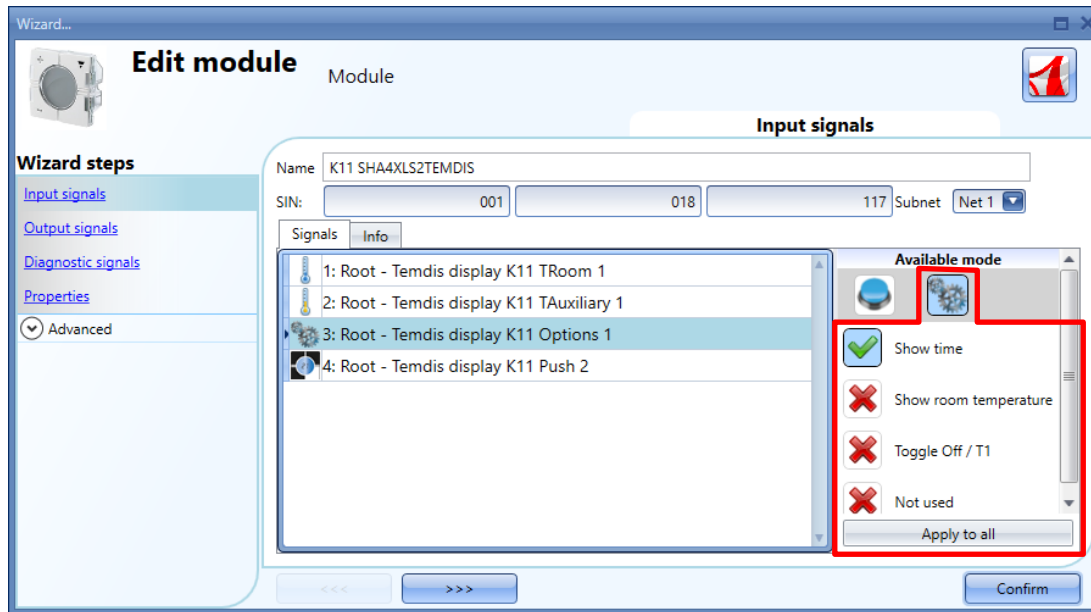 Wizard...
Edit module
Module
Input signals
Wizard steps
Input signals
Output signals
Diagnostic signals
Properties
Advanced
Name K11 SHA4XLS2TEMDIS
SIN: 001 018 117 Subnet Net 1
Signals Info
1: Root - Temdis display K11 TRoom 1
2: Root - Temdis display K11 TAuxiliary 1
3: Root - Temdis display K11 Options 1
4: Root - Temdis display K11 Push 2
Available mode
Show time
Show room temperature
Toggle Off / T1
Not used
Apply to all
<<< >>> Confirm